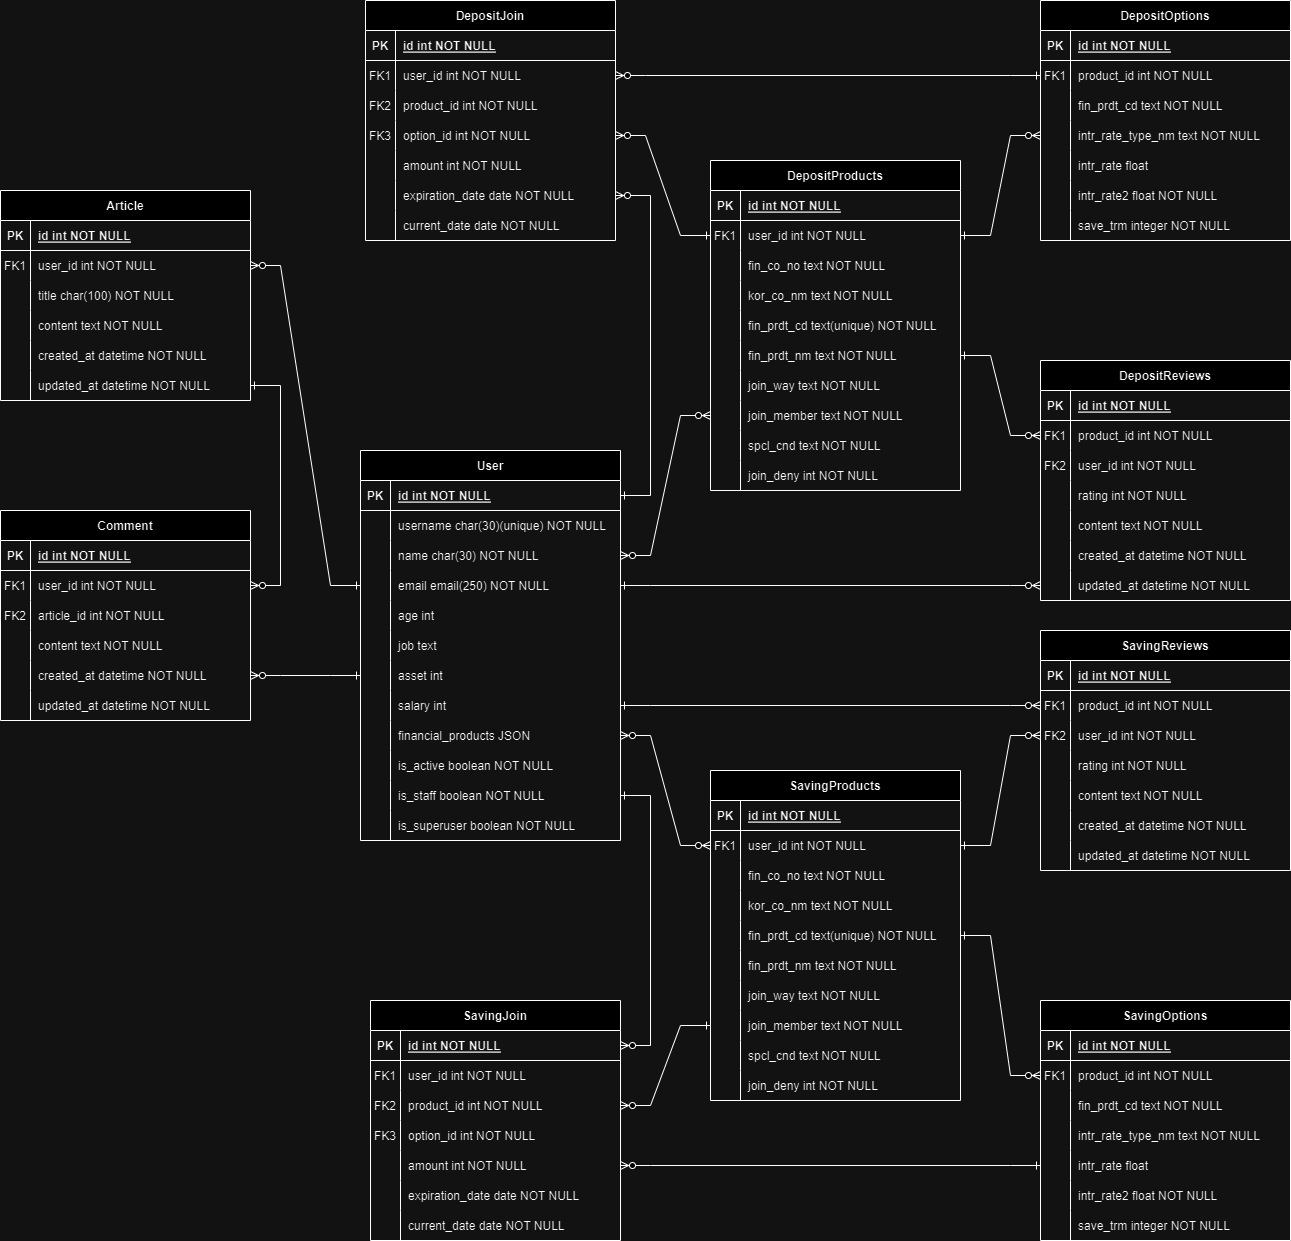 DepositJoin
PK id int NOT NULL
FK1 user_id int NOT NULL
FK2 product_id int NOT NULL
FK3 option_id int NOT NULL
amount int NOT NULL
expiration_date date NOT NULL
current_date date NOT NULL
DepositOptions
PK id int NOT NULL
FK1 product_id int NOT NULL
fin_prdt_cd text NOT NULL
intr_rate_type_nm text NOT NULL
intr_rate float
intr_rate2 float NOT NULL
save_trm integer NOT NULL
DepositProducts
PK id int NOT NULL
FK1 user_id int NOT NULL
fin_co_no text NOT NULL
kor_co_nm text NOT NULL
fin_prdt_cd text(unique) NOT NULL
fin_prdt_nm text NOT NULL
join_way text NOT NULL
join_member text NOT NULL
spcl_cnd text NOT NULL
join_deny int NOT NULL
Article
PK id int NOT NULL
FK1 user_id int NOT NULL
title char(100) NOT NULL
content text NOT NULL
created_at datetime NOT NULL
updated_at datetime NOT NULL
DepositReviews
PK id int NOT NULL
FK1 product_id int NOT NULL
FK2 user_id int NOT NULL
rating int NOT NULL
content text NOT NULL
created_at datetime NOT NULL
updated_at datetime NOT NULL
User
PK id int NOT NULL
username char(30)(unique) NOT NULL
name char(30) NOT NULL
email email(250) NOT NULL
age int
job text
asset int
salary int
financial_products JSON
is_active boolean NOT NULL
is_staff boolean NOT NULL
is_superuser boolean NOT NULL
Comment
PK id int NOT NULL
FK1 user_id int NOT NULL
FK2 article_id int NOT NULL
content text NOT NULL
created_at datetime NOT NULL
updated_at datetime NOT NULL
SavingReviews
PK id int NOT NULL
FK1 product_id int NOT NULL
FK2 user_id int NOT NULL
rating int NOT NULL
content text NOT NULL
created_at datetime NOT NULL
updated_at datetime NOT NULL
SavingProducts
PK id int NOT NULL
FK1 user_id int NOT NULL
fin_co_no text NOT NULL
kor_co_nm text NOT NULL
fin_prdt_cd text(unique) NOT NULL
fin_prdt_nm text NOT NULL
join_way text NOT NULL
join_member text NOT NULL
spcl_cnd text NOT NULL
join_deny int NOT NULL
SavingJoin
PK id int NOT NULL
FK1 user_id int NOT NULL
FK2 product_id int NOT NULL
FK3 option_id int NOT NULL
amount int NOT NULL
expiration_date date NOT NULL
current_date date NOT NULL
SavingOptions
PK id int NOT NULL
FK1 product_id int NOT NULL
fin_prdt_cd text NOT NULL
intr_rate_type_nm text NOT NULL
intr_rate float
intr_rate2 float NOT NULL
save_trm integer NOT NULL